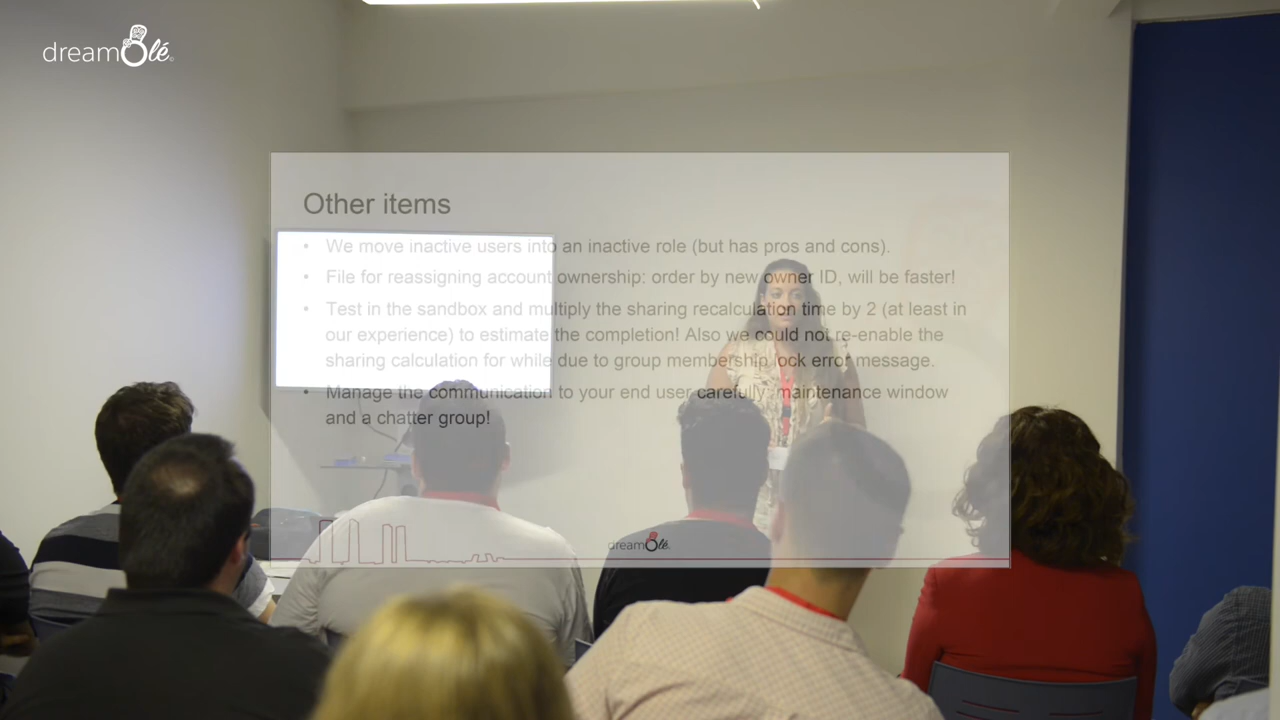 dreamOlé
Other items
• We move inactive users into an inactive role (but has pros and cons).
• File for reassigning account ownership: order by new owner ID, will be faster!
• Test in the sandbox and multiply the sharing recalculation time by 2 (at least in
our experience) to estimate the completion! Also we could not re-enable the
sharing calculation for while due to group membership lock error message.
• Manage the communication to your end user carefully: maintenance window
and a chatter group!
dreamOlé